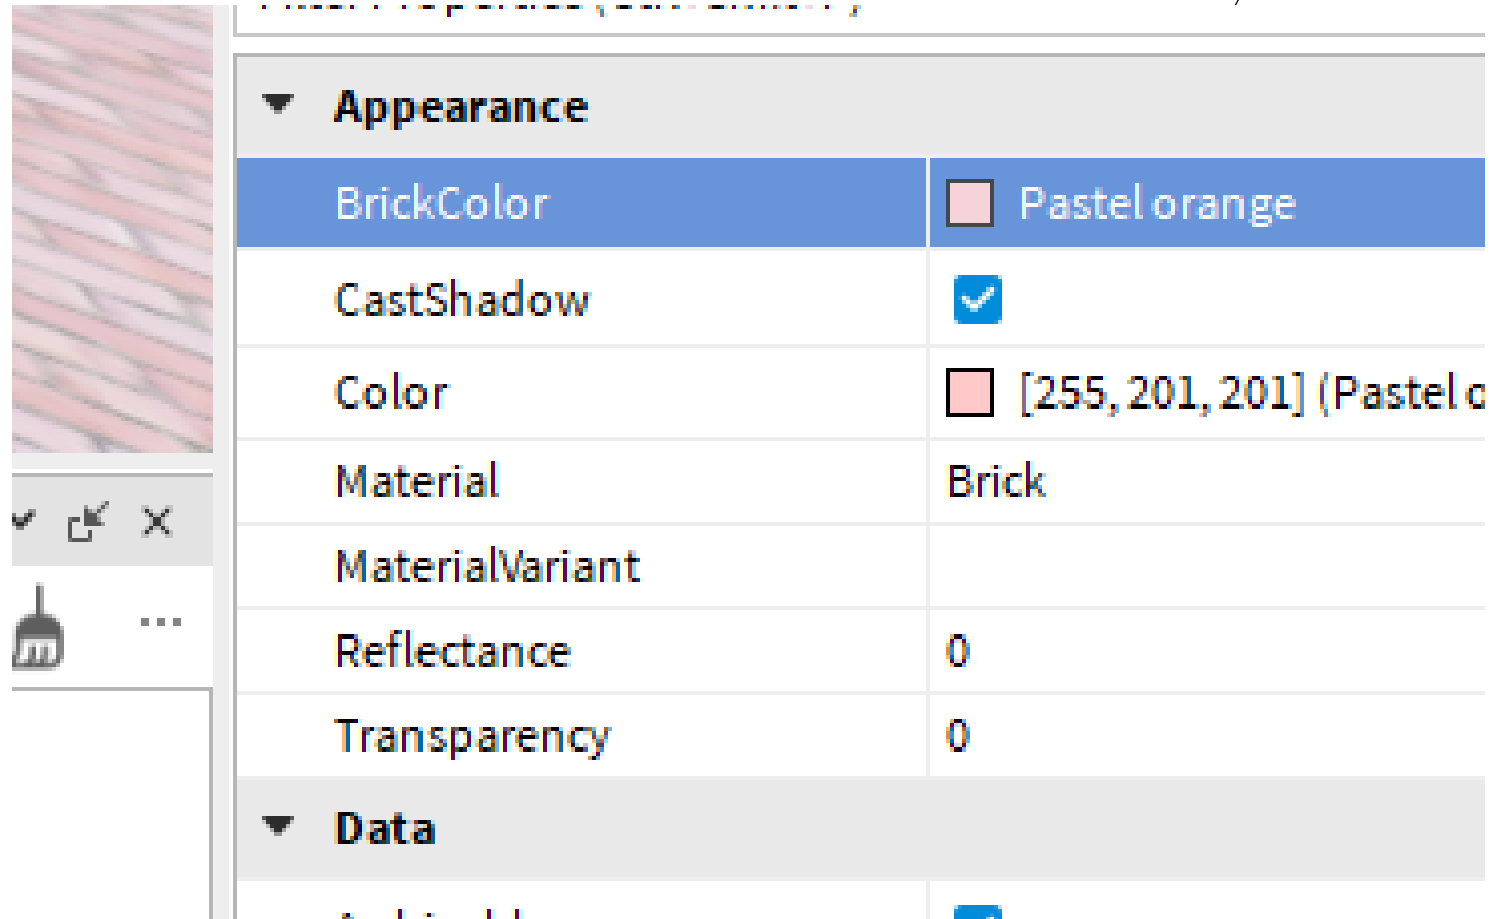 Appearance
BrickColor Pastel orange
CastShadow
Color [255, 201, 201] (Pastel o
Material Brick
MaterialVariant
Reflectance 0
Transparency 0
Data